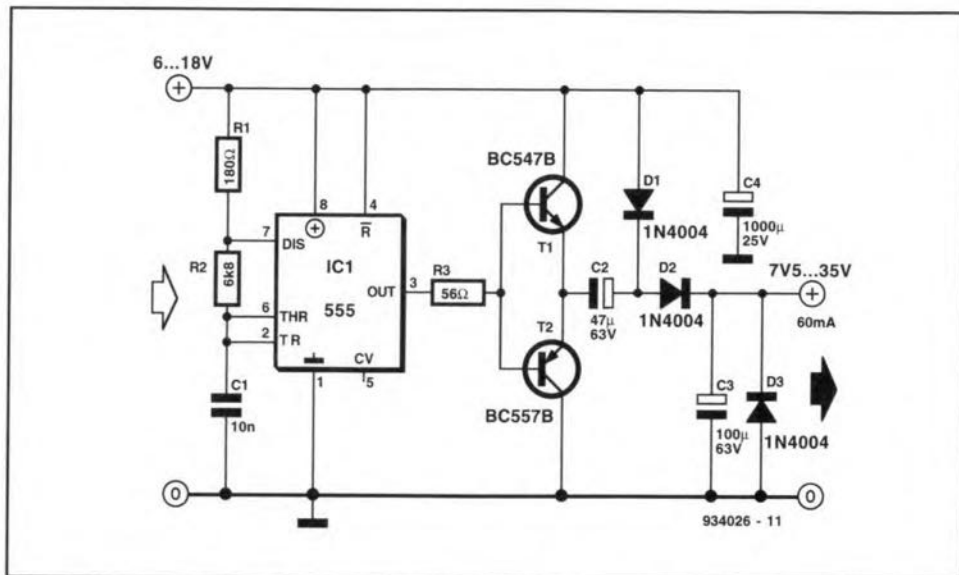 6...18V
R1
180Ω
BC547B
8
4
D1
C4
7
DIS
R̅
1N4004
1000µ
25V
R2
6k8
IC1
T1
7V5...35V
OUT
3
R3
C2
D2
6
THR
555
56Ω
47µ
63V
1N4004
60mA
2
TR
T2
CV
C1
1
5
C3
D3
10n
BC557B
100µ
63V
1N4004
0
0
934026 - 11